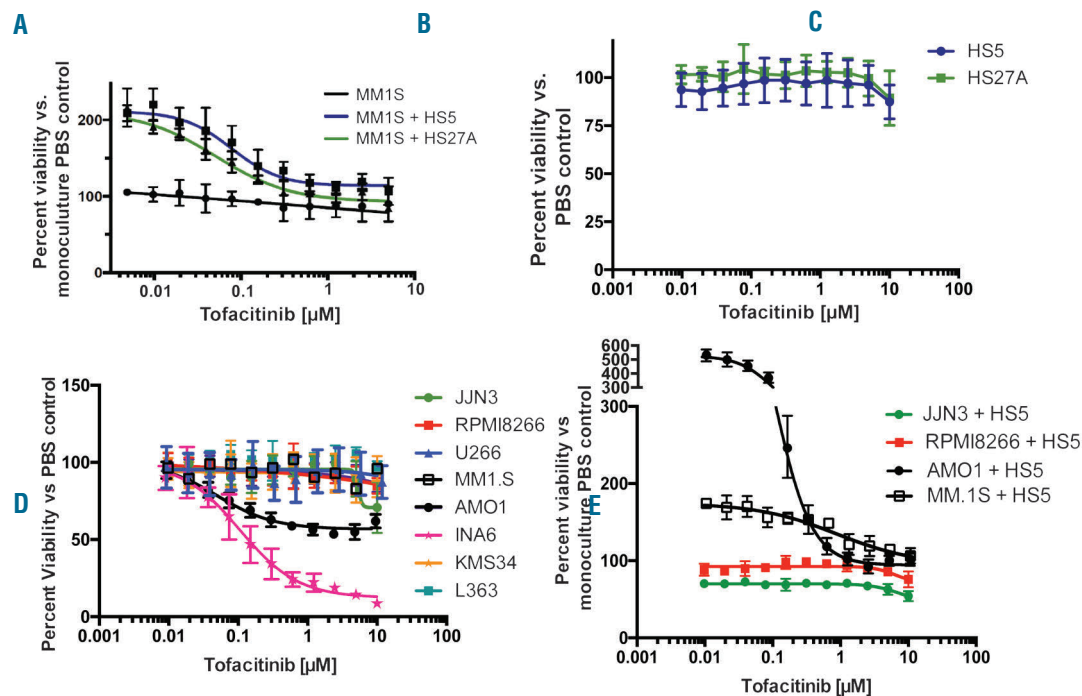 A
B
C
Percent viability vs.
monoculuture PBS control
200
100
0
0.01
0.1
1
10
Tofacitinib [µM]
MM1S
MM1S + HS5
MM1S + HS27A
Percent viability vs.
PBS control
100
75
50
25
0
0.001
0.01
0.1
1
10
100
Tofacitinib [µM]
HS5
HS27A
D
Percent Viability vs PBS control
150
100
50
0
0.001
0.01
0.1
1
10
100
Tofacitinib [µM]
JJN3
RPMI8266
U266
MM1.S
AMO1
INA6
KMS34
L363
E
Percent viability vs
monoculture PBS control
600
500
400
300
300
200
100
0
0.001
0.01
0.1
1
10
100
Tofacitinib [µM]
JJN3 + HS5
RPMI8266 + HS5
AMO1 + HS5
MM.1S + HS5